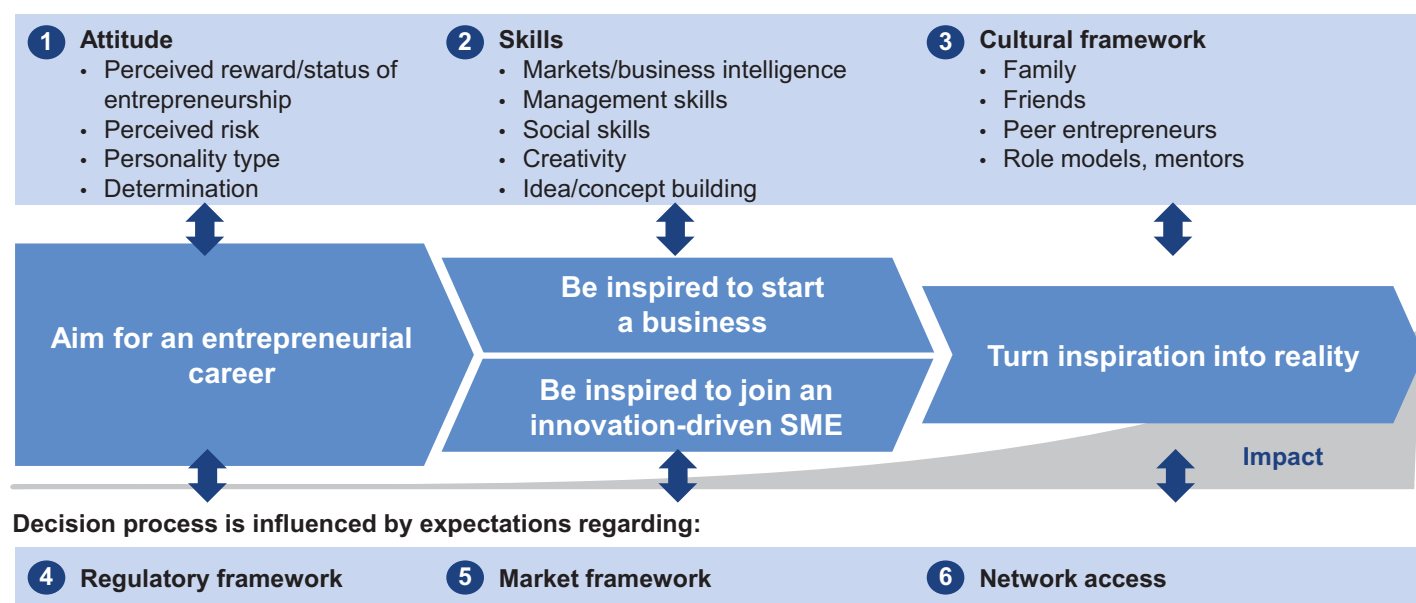 1 Attitude
• Perceived reward/status of
entrepreneurship
• Perceived risk
• Personality type
• Determination
2 Skills
• Markets/business intelligence
• Management skills
• Social skills
• Creativity
• Idea/concept building
3 Cultural framework
• Family
• Friends
• Peer entrepreneurs
• Role models, mentors
Aim for an entrepreneurial
career
Be inspired to start
a business
Be inspired to join an
innovation-driven SME
Turn inspiration into reality
Impact
Decision process is influenced by expectations regarding:
4 Regulatory framework
5 Market framework
6 Network access